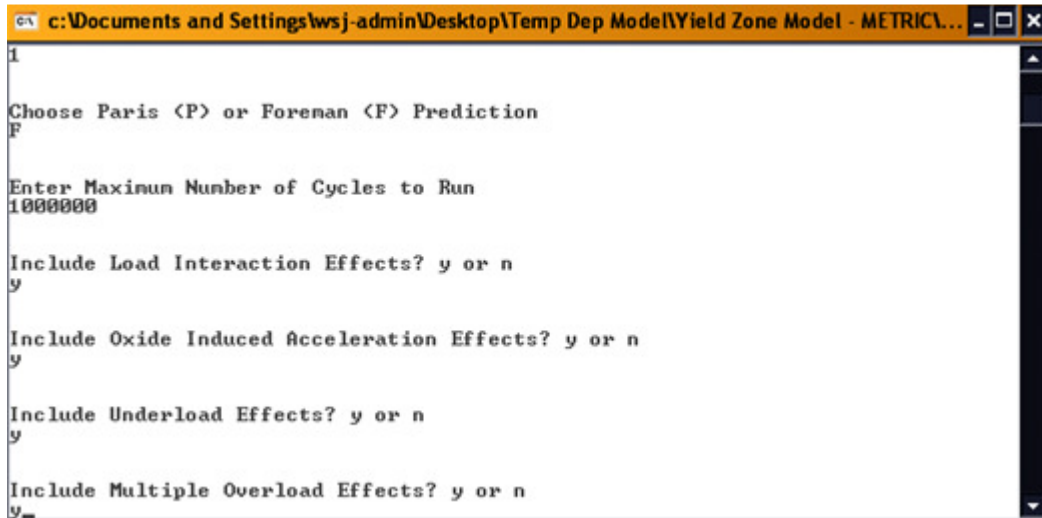 c:\Documents and Settings\wsj-admin\Desktop\Temp Dep Model\Yield Zone Model - METRIC\...
1
Choose Paris (P) or Foreman (F) Prediction
F
Enter Maximum Number of Cycles to Run
1000000
Include Load Interaction Effects? y or n
y
Include Oxide Induced Acceleration Effects? y or n
y
Include Underload Effects? y or n
y
Include Multiple Overload Effects? y or n
y_